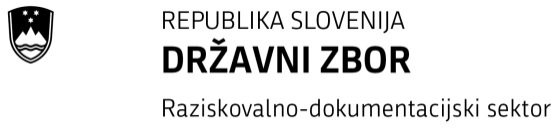 REPUBLIKA SLOVENIJA
DRŽAVNI ZBOR
Raziskovalno-dokumentacijski sektor